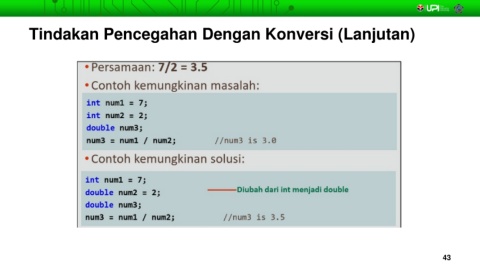 UPI
Tindakan Pencegahan Dengan Konversi (Lanjutan)
• Persamaan: 7/2 = 3.5
• Contoh kemungkinan masalah:
int num1 = 7;
int num2 = 2;
double num3;
num3 = num1 / num2; //num3 is 3.0
• Contoh kemungkinan solusi:
int num1 = 7;
double num2 = 2; Diubah dari int menjadi double
double num3;
num3 = num1 / num2; //num3 is 3.5
43